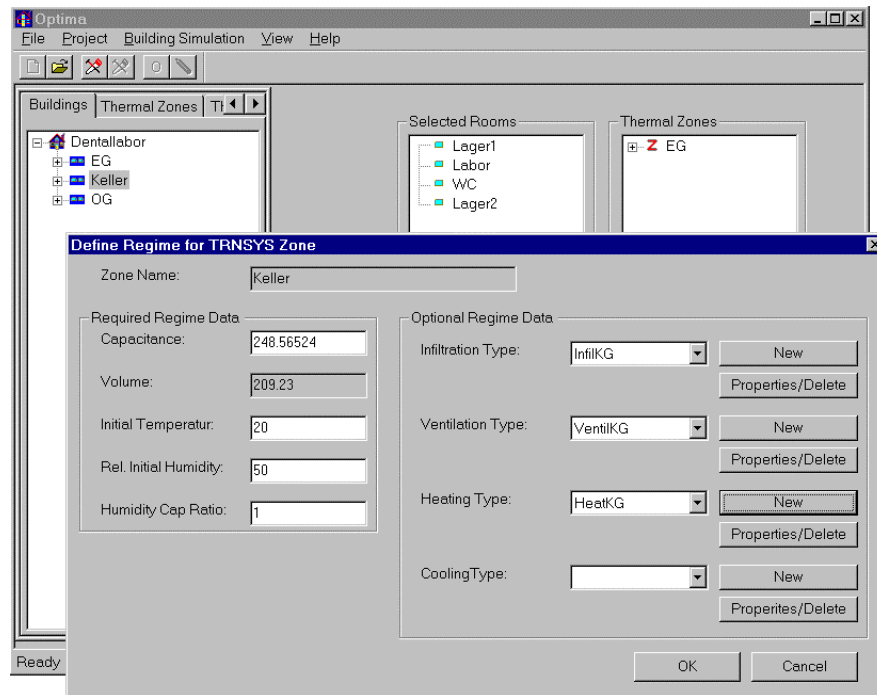 Optima
File Project Building Simulation View Help
Buildings Thermal Zones
Dentallabor
EG
Keller
OG
Selected Rooms
Lager1
Labor
WC
Lager2
Thermal Zones
EG
Define Regime for TRNSYS Zone
Zone Name: Keller
Required Regime Data
Capacitance: 248.56524
Volume: 209.23
Initial Temperatur: 20
Rel. Initial Humidity: 50
Humidity Cap Ratio: 1
Optional Regime Data
Infiltration Type: InfilKG New
Properties/Delete
Ventilation Type: VentilKG New
Properties/Delete
Heating Type: HeatKG New
Properties/Delete
CoolingType: New
Properites/Delete
OK Cancel
Ready